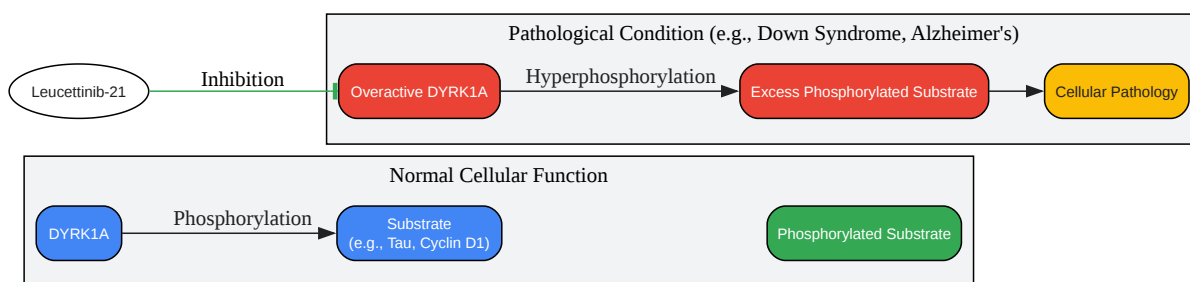 Pathological Condition (e.g., Down Syndrome, Alzheimer's)
Leucettinib-21
Inhibition
Overactive DYRK1A
Hyperphosphorylation
Excess Phosphorylated Substrate
Cellular Pathology
Normal Cellular Function
DYRK1A
Phosphorylation
Substrate
(e.g., Tau, Cyclin D1)
Phosphorylated Substrate